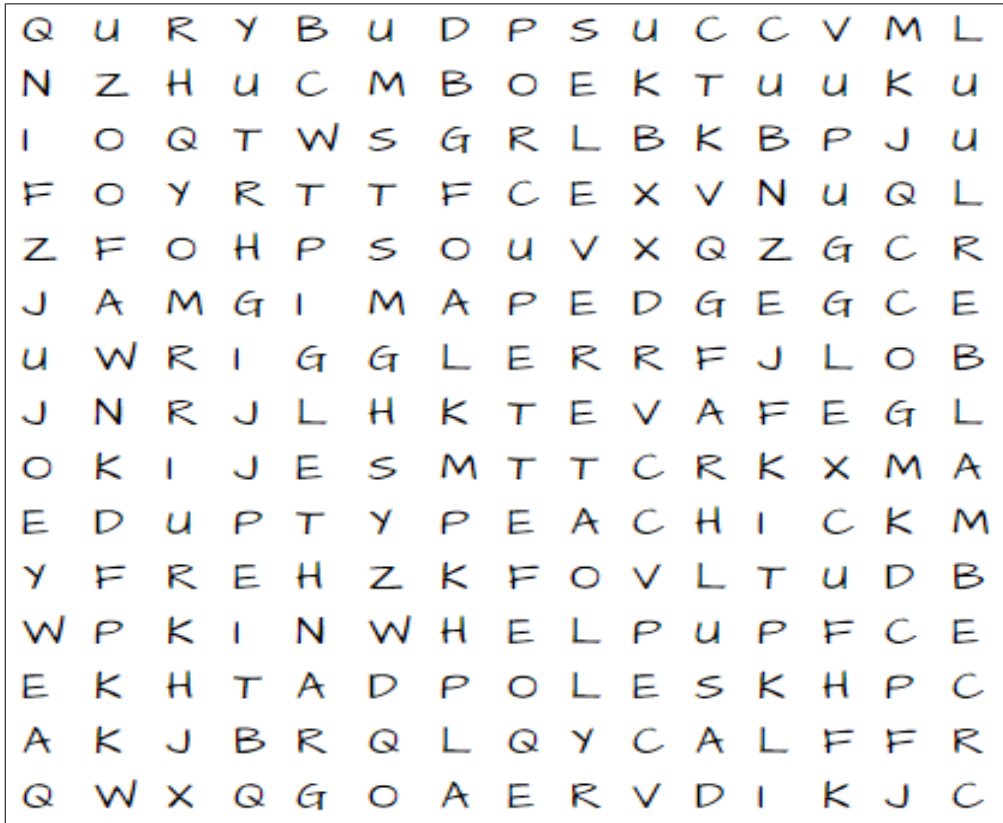 Q U R Y B U D P S U C C V M L
N Z H U C M B O E K T U U K U
I O Q T W S G R L B K B P J U
F O Y R T T F C E X V N U Q L
Z F O H P S O U V X Q Z G C R
J A M G I M A P E D G E G C E
U W R I G G L E R R F J L O B
J N R J L H K T E V A F E G L
O K I J E S M T T C R K X M A
E D U P T Y P E A C H I C K M
Y F R E H Z K F O V L T U D B
W P K I N W H E L P U P F C E
E K H T A D P O L E S K H P C
A K J B R Q L Q Y C A L F F R
Q W X Q G O A E R V D I K J C